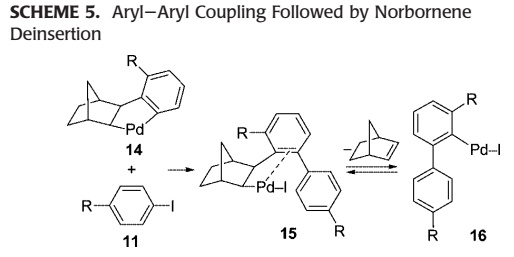 SCHEME 5. Aryl–Aryl Coupling Followed by Norbornene
Deinsertion
R
Pd
14
+
R
I
11
R
Pd–I
R
15
–
R
Pd–I
R
16